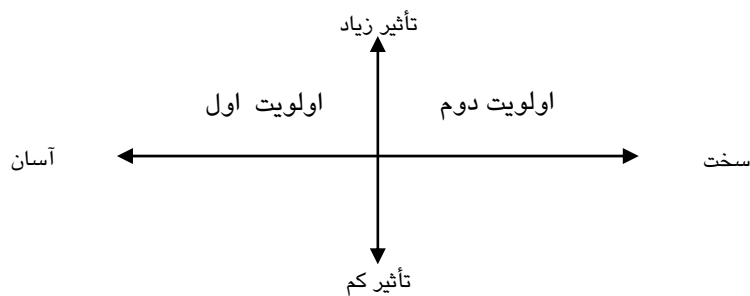 تأثیر زیاد
اولویت دوم
اولویت اول
سخت
آسان
تأثیر کم